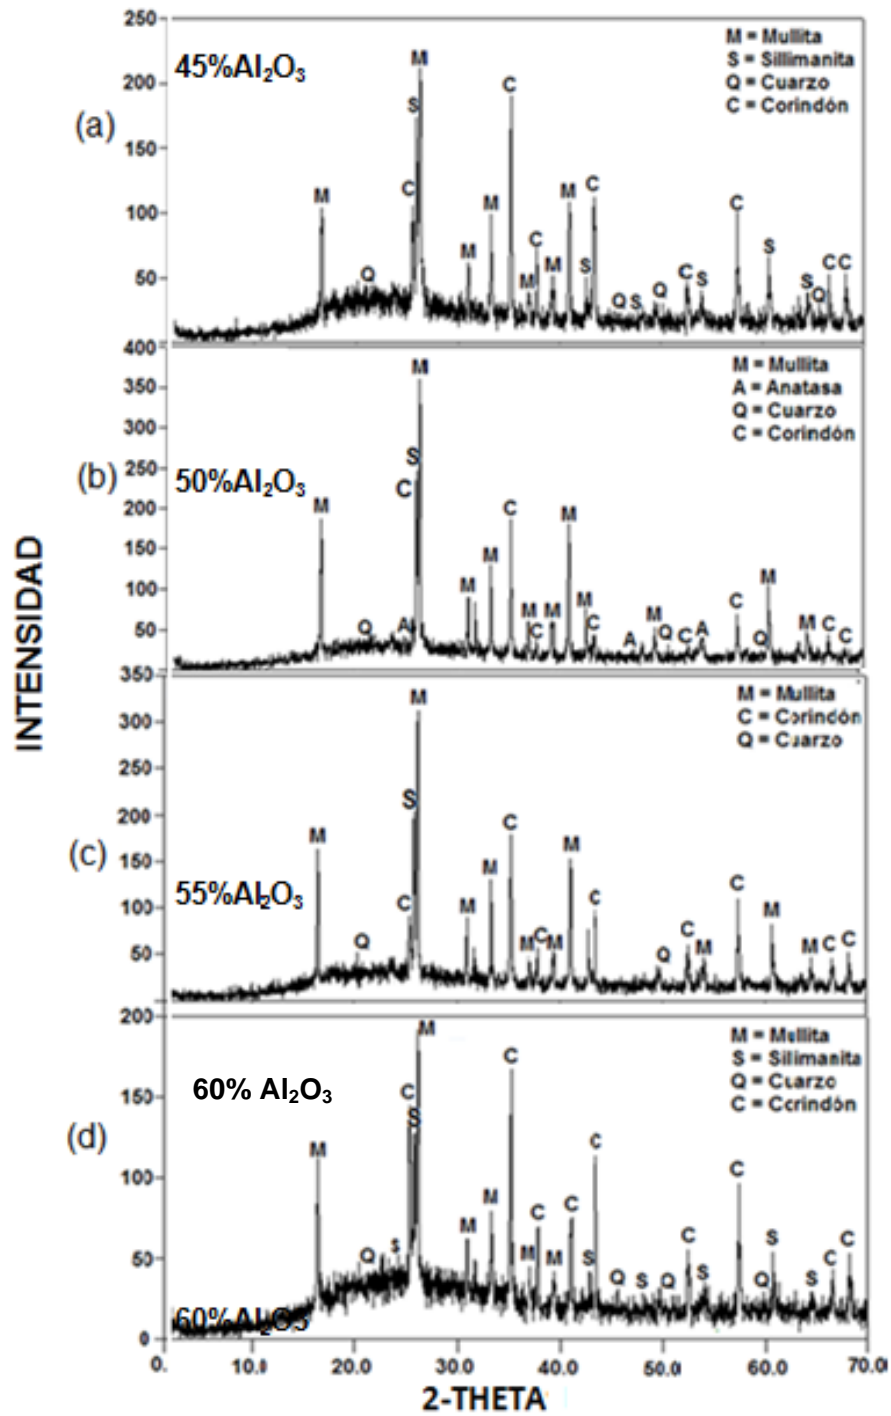 INTENSIDAD
(a)
45%Al₂O₃
250
200
150
100
50
M = Mullita
S = Sillimanita
Q = Cuarzo
C = Corindón
M Q C S M M M C M C M M S C Q S Q C S C S S Q C C
(b)
50%Al₂O₃
400
350
300
250
200
150
100
50
M = Mullita
A = Anatasa
Q = Cuarzo
C = Corindón
M Q A C S M M M C M C M M M C A M Q C A C Q M M C C
(c)
55%Al₂O₃
350
300
250
200
150
100
50
M = Mullita
C = Corindón
Q = Cuarzo
M Q C S M M M C M C M M C Q C M C M M C C
(d)
60% Al₂O₃
200
150
100
50
0
M = Mullita
S = Silimanita
Q = Cuarzo
C = Corindón
M Q s C S M M M C M C M C S C Q S Q C S C Q S S C C
60%Al₂O₃
0. 10.0 20.0 30.0 40.0 50.0 60.0 70.0
2-THETA